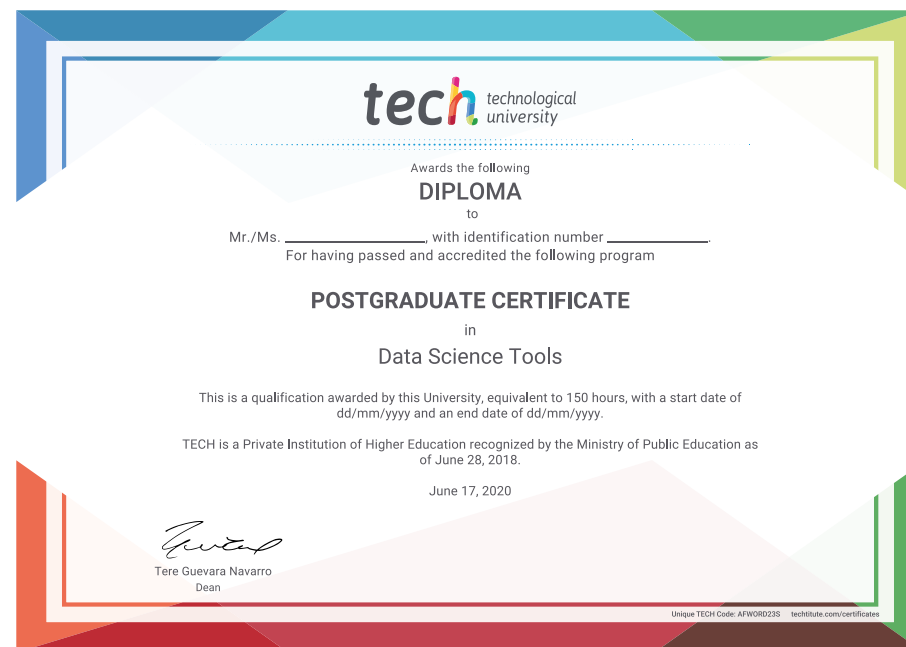 tech technological
university
Awards the following
DIPLOMA
to
Mr./Ms. ____________________, with identification number ______________.
For having passed and accredited the following program
POSTGRADUATE CERTIFICATE
in
Data Science Tools
This is a qualification awarded by this University, equivalent to 150 hours, with a start date of
dd/mm/yyyy and an end date of dd/mm/yyyy.
TECH is a Private Institution of Higher Education recognized by the Ministry of Public Education as
of June 28, 2018.
June 17, 2020
Tere Guevara Navarro
Dean
Unique TECH Code: AFWORD23S techtitute.com/certificates